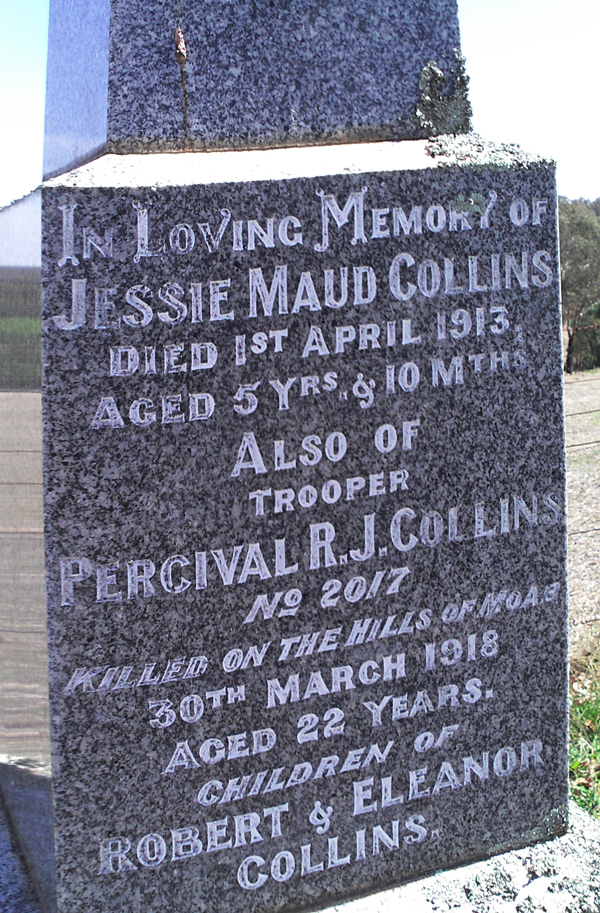 IN LOVING MEMORY OF
JESSIE MAUD COLLINS
DIED 1ST APRIL 1913,
AGED 5 YRS. & 10 MTHS
ALSO OF
TROOPER
PERCIVAL R.J. COLLINS
NO 2017
KILLED ON THE HILLS OF MOAB
30TH MARCH 1918
AGED 22 YEARS.
CHILDREN OF
ROBERT & ELEANOR
COLLINS.